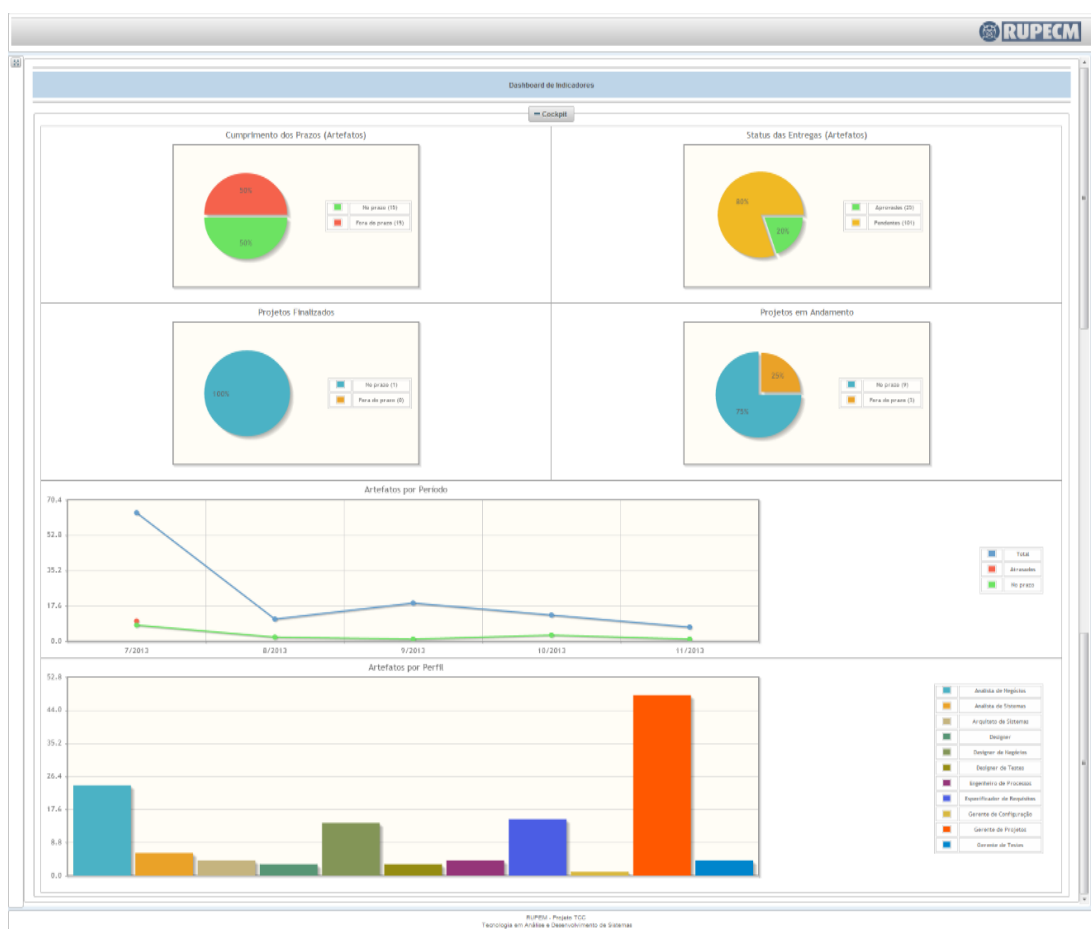 RUPECM
Dashboard de Indicadores
Cockpit
Cumprimento dos Prazos (Artefatos)
50%
50%
No prazo
Fora do prazo (19)
Status das Entregas (Artefatos)
80%
20%
Aprovados
Pendentes (101)
Projetos Finalizados
100%
No prazo (1)
Fora do prazo (0)
Projetos em Andamento
25%
75%
No prazo (9)
Fora do prazo (3)
Artefatos por Período
70.4
52.8
35.2
17.6
0.0
7/2013
8/2013
9/2013
10/2013
11/2013
Total
Atrasados
No prazo
Artefatos por Perfil
52.8
44.0
35.2
26.4
17.6
8.8
0.0
Analista de Negócios
Analista de Sistemas
Arquiteto de Sistemas
Designer
Designer de Negócios
Designer de Testes
Engenheiro de Processos
Especificador de Requisitos
Gerente de Configuração
Gerente de Projetos
Gerente de Testes
RUPEM - Projeto TCC
Tecnologia em Análise e Desenvolvimento de Sistemas